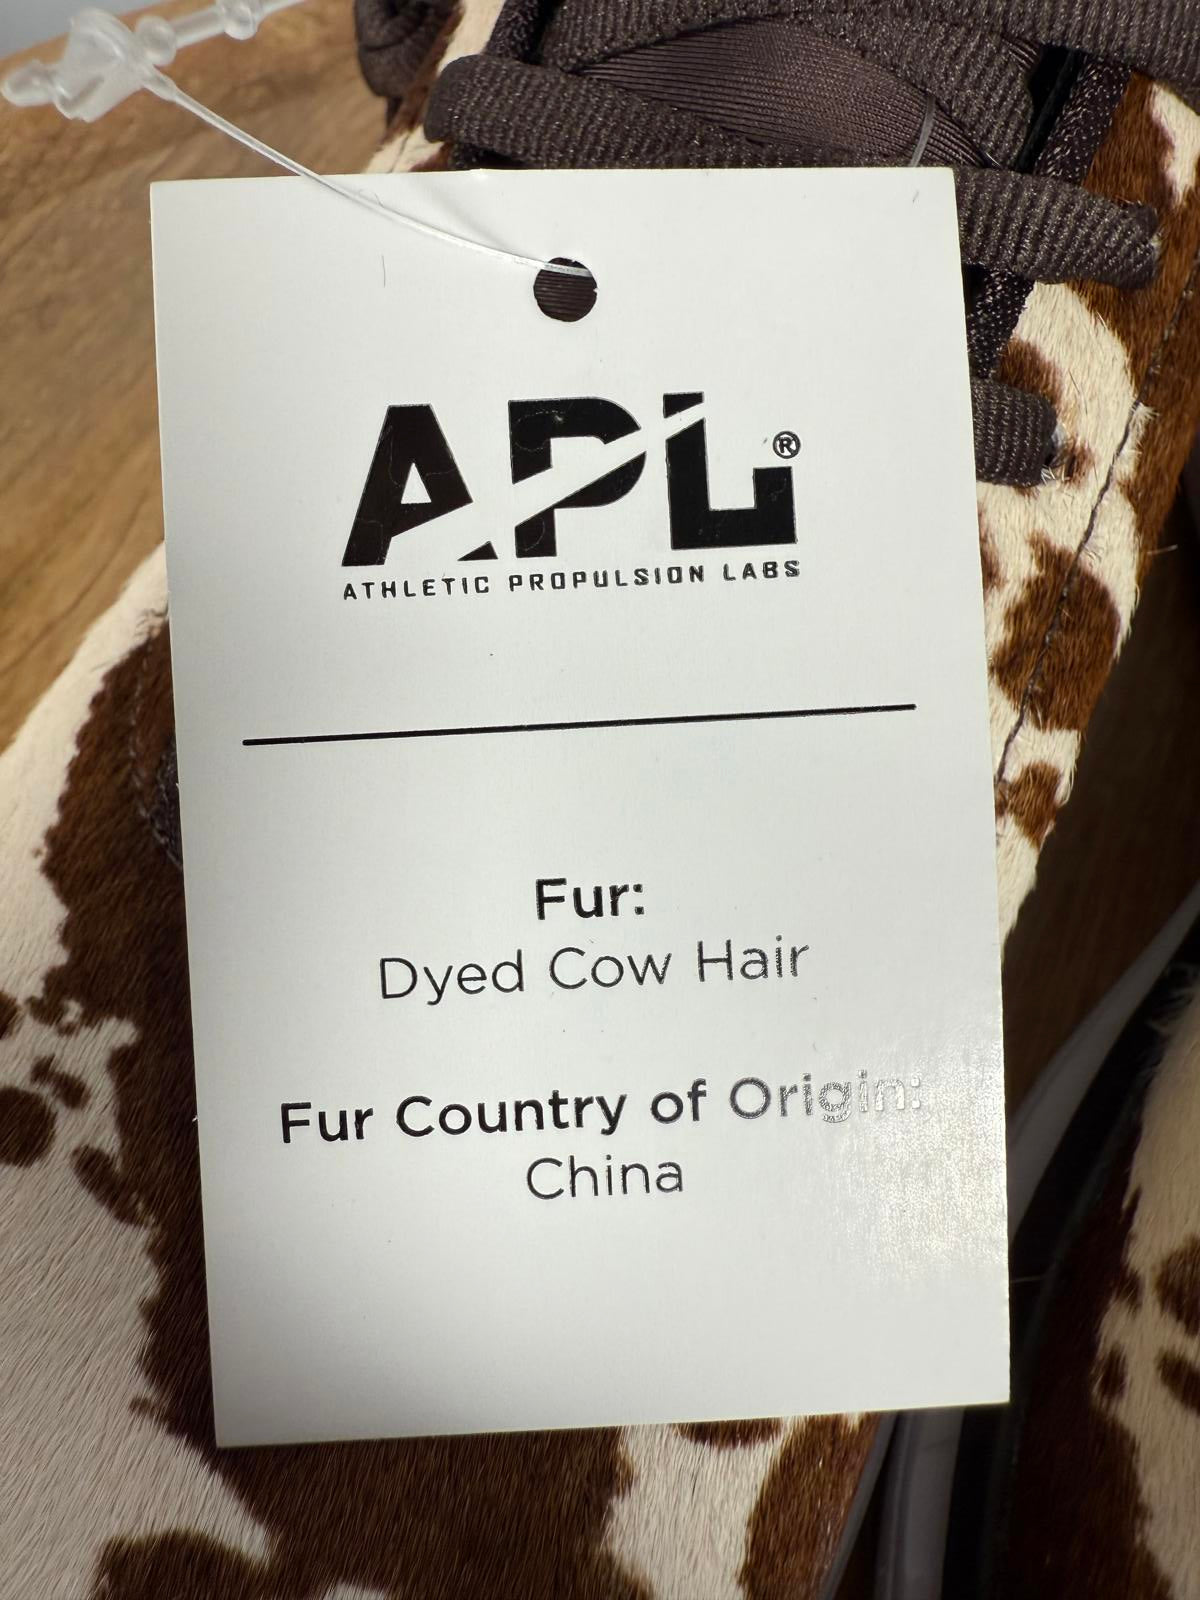 APL®
ATHLETIC PROPULSION LABS
Fur:
Dyed Cow Hair
Fur Country of Origin:
China